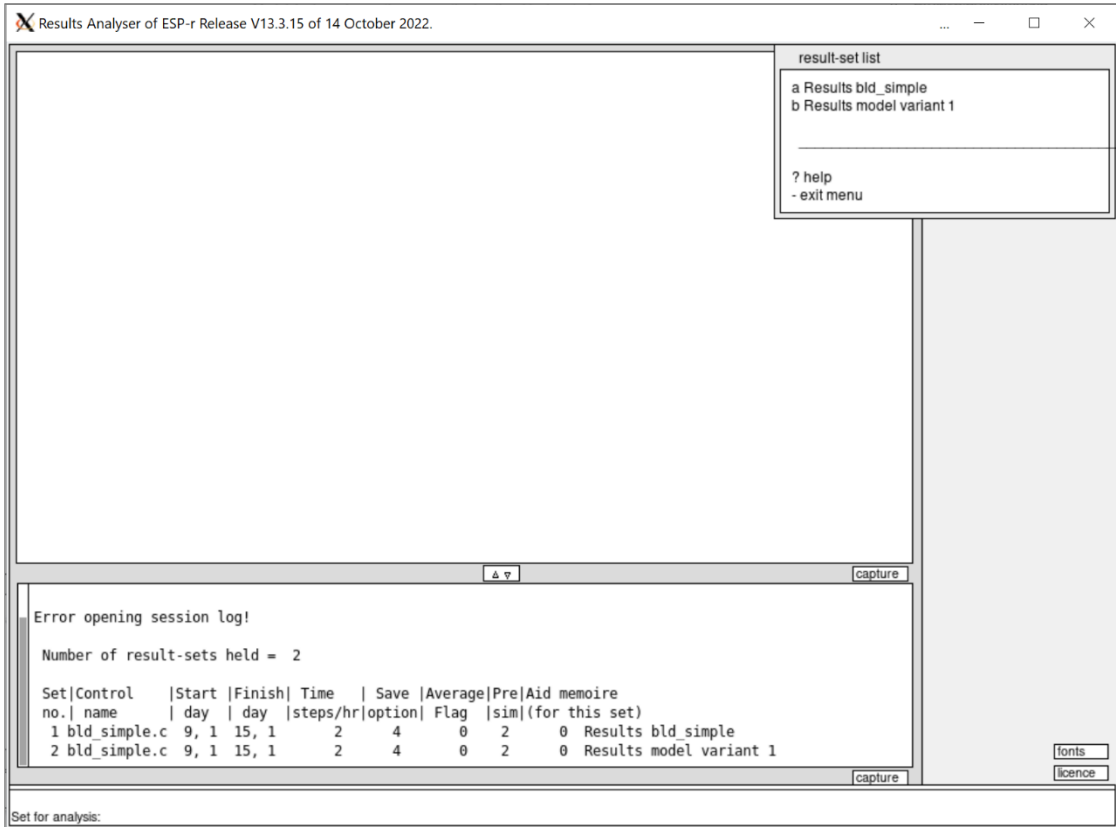 Results Analyser of ESP-r Release V13.3.15 of 14 October 2022.
...
result-set list
a Results bld_simple
b Results model variant 1
? help
- exit menu
capture
Error opening session log!
Number of result-sets held =  2
Set|Control    |Start |Finish| Time   | Save |Average|Pre|Aid memoire
no.| name      | day  | day  |steps/hr|option| Flag  |sim|(for this set)
1 bld_simple.c  9, 1  15, 1      2      4       0    2      0  Results bld_simple
2 bld_simple.c  9, 1  15, 1      2      4       0    2      0  Results model variant 1
fonts
licence
capture
Set for analysis: